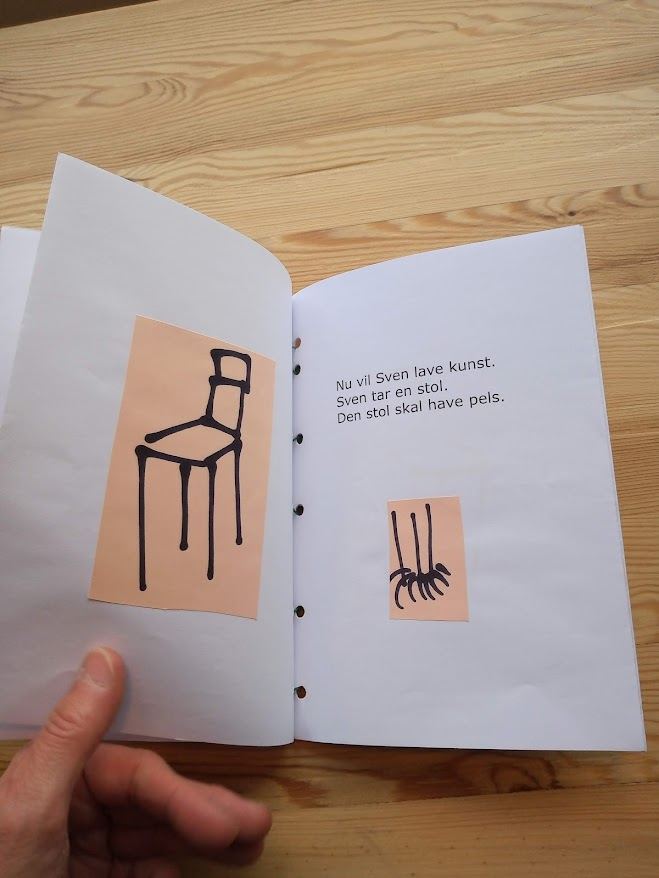 Nu vil Sven lave kunst.
Sven tar en stol.
Den stol skal have pels.